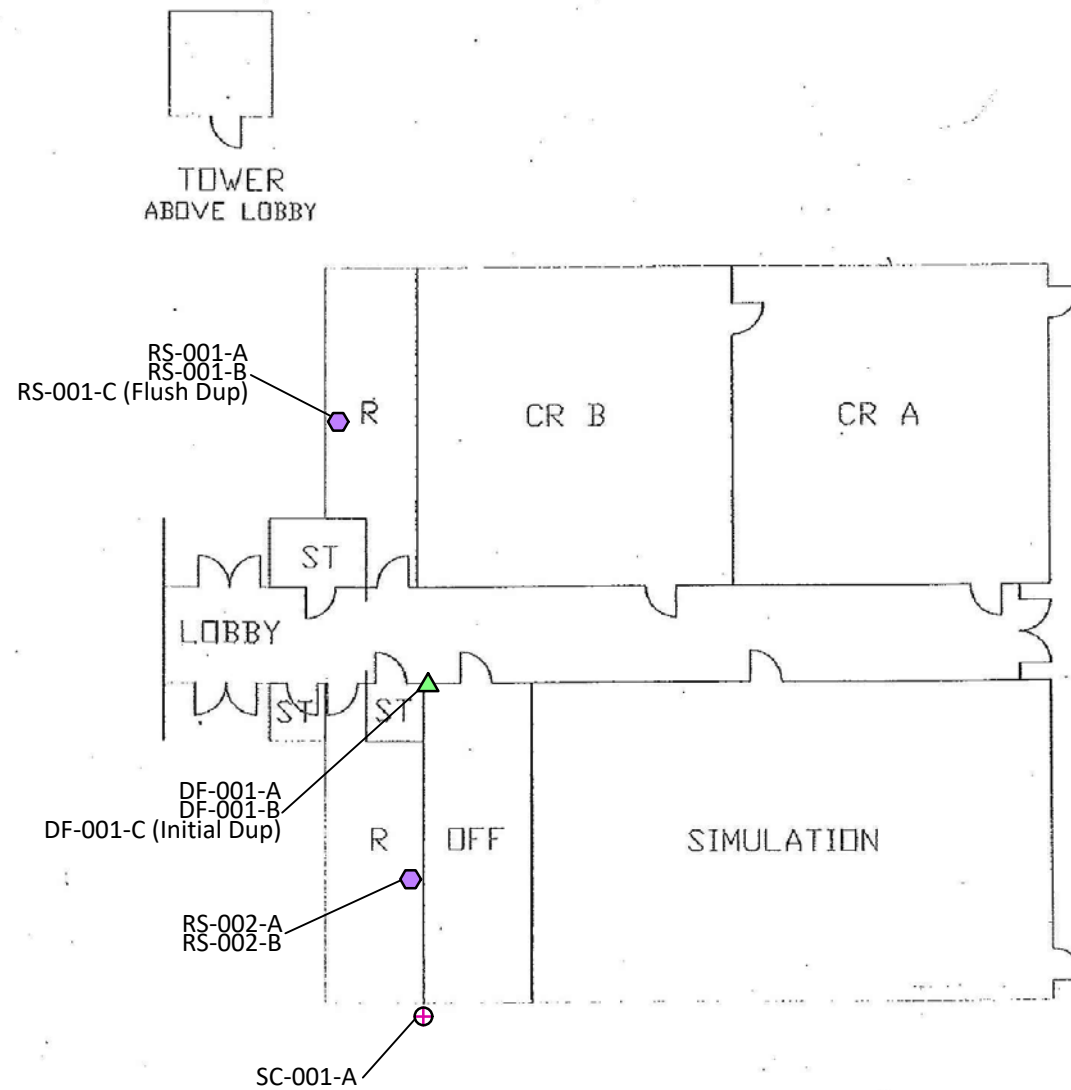 TOWER
ABOVE LOBBY
RS-001-A
RS-001-B
RS-001-C (Flush Dup)
R
CR B
CR A
ST
LOBBY
ST
ST
DF-001-A
DF-001-B
DF-001-C (Initial Dup)
R
OFF
SIMULATION
RS-002-A
RS-002-B
SC-001-A